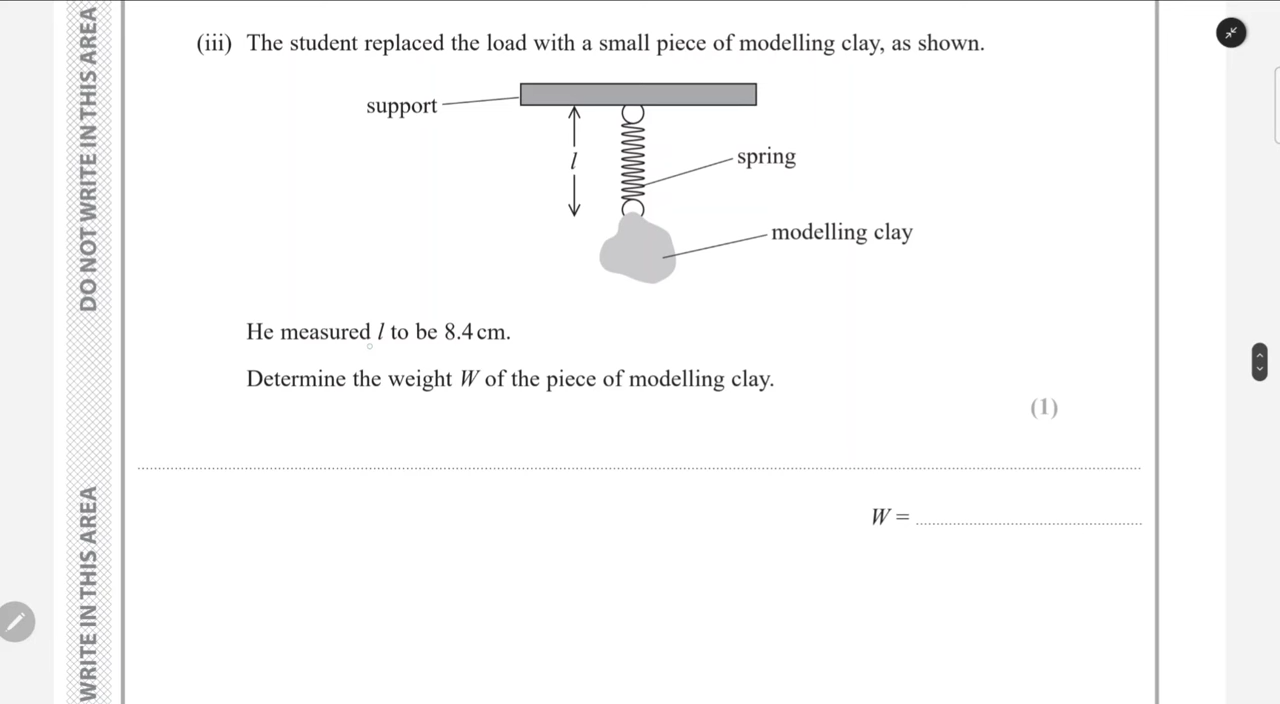 DO NOT WRITE IN THIS AREA
(iii) The student replaced the load with a small piece of modelling clay, as shown.
support
l
spring
modelling clay
He measured l to be 8.4 cm.
Determine the weight W of the piece of modelling clay.
(1)
W =
WRITE IN THIS AREA